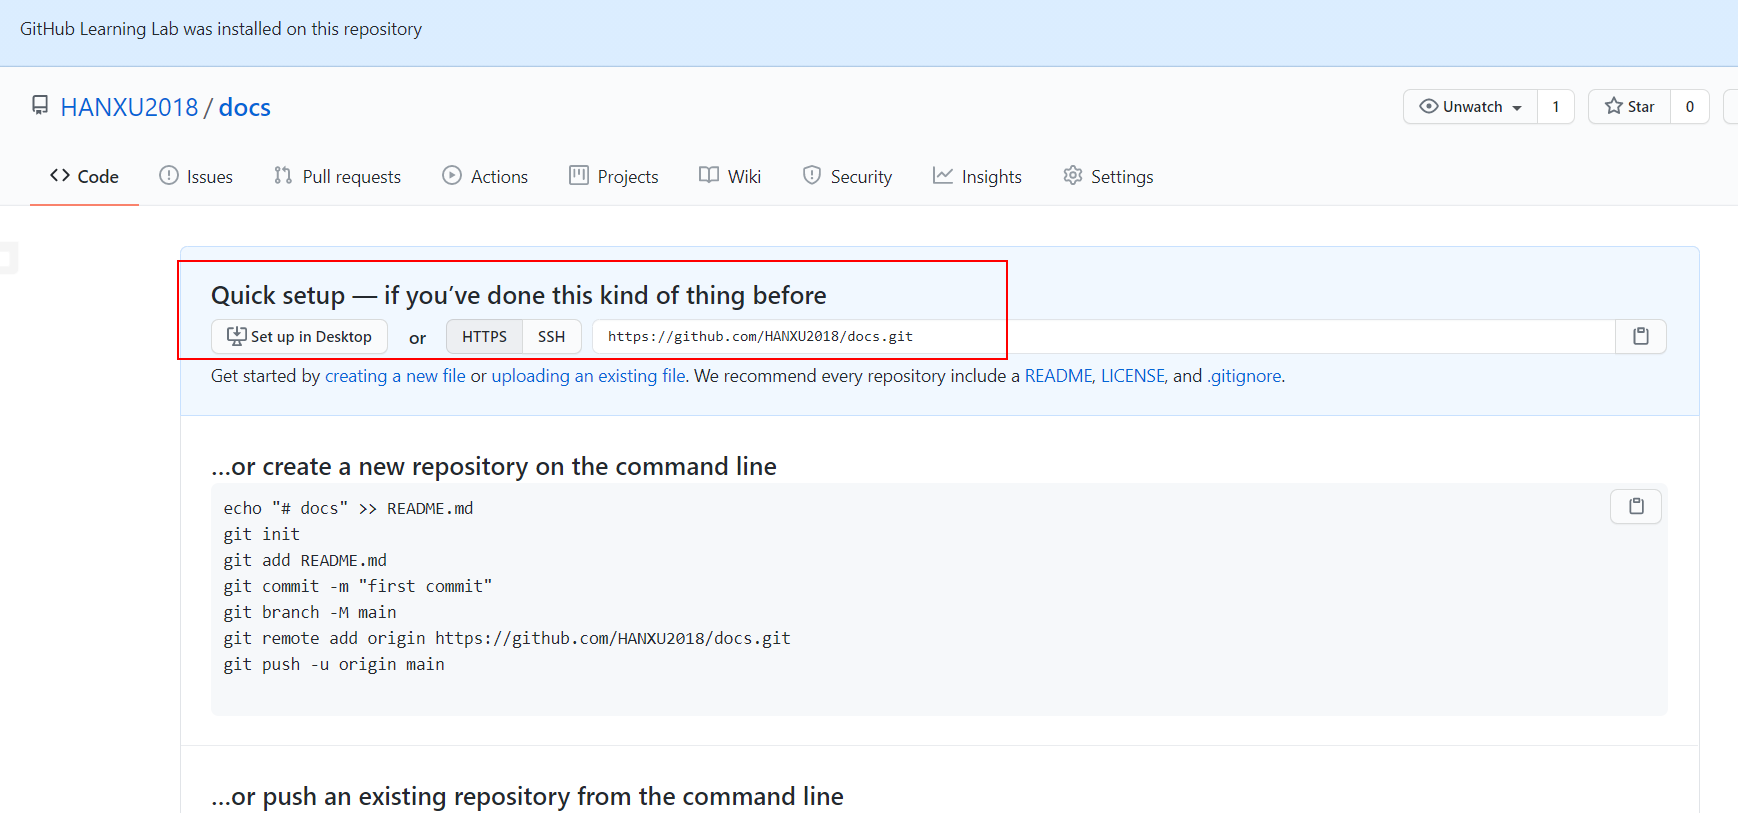 GitHub Learning Lab was installed on this repository
HANXU2018 / docs
Unwatch 1 Star 0
Code Issues Pull requests Actions Projects Wiki Security Insights Settings
Quick setup — if you’ve done this kind of thing before
Set up in Desktop or HTTPS SSH https://github.com/HANXU2018/docs.git
Get started by creating a new file or uploading an existing file. We recommend every repository include a README, LICENSE, and .gitignore.
…or create a new repository on the command line
echo "# docs" >> README.md
git init
git add README.md
git commit -m "first commit"
git branch -M main
git remote add origin https://github.com/HANXU2018/docs.git
git push -u origin main
…or push an existing repository from the command line